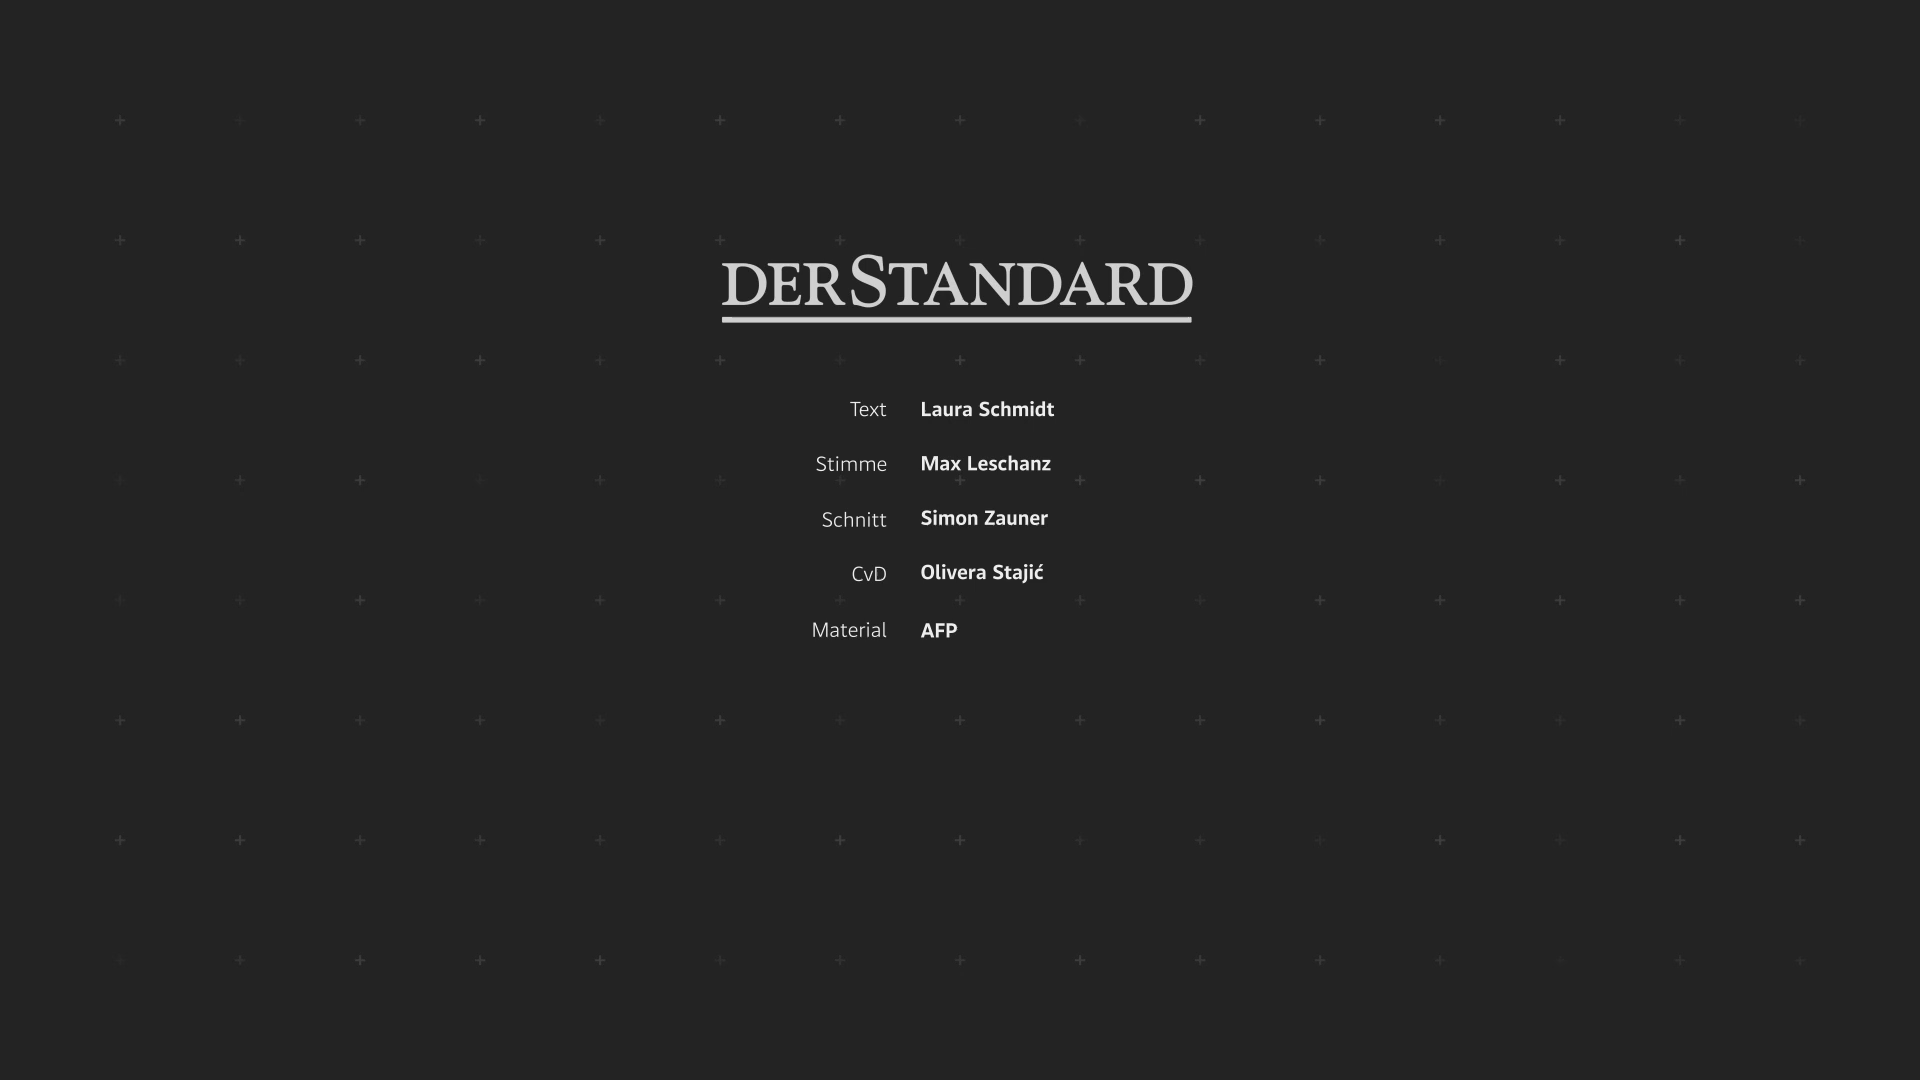 DERSTANDARD
Text Laura Schmidt
Stimme Max Leschanz
Schnitt Simon Zauner
CvD Olivera Stajić
Material AFP